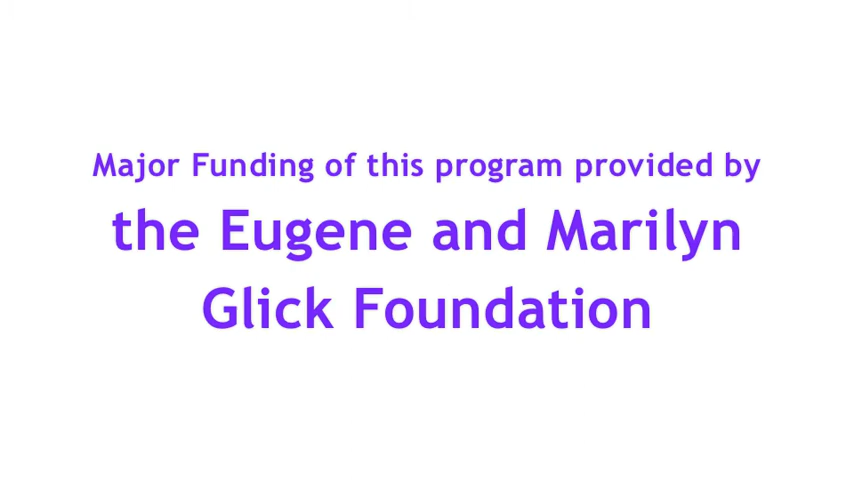 Major Funding of this program provided by
the Eugene and Marilyn
Glick Foundation